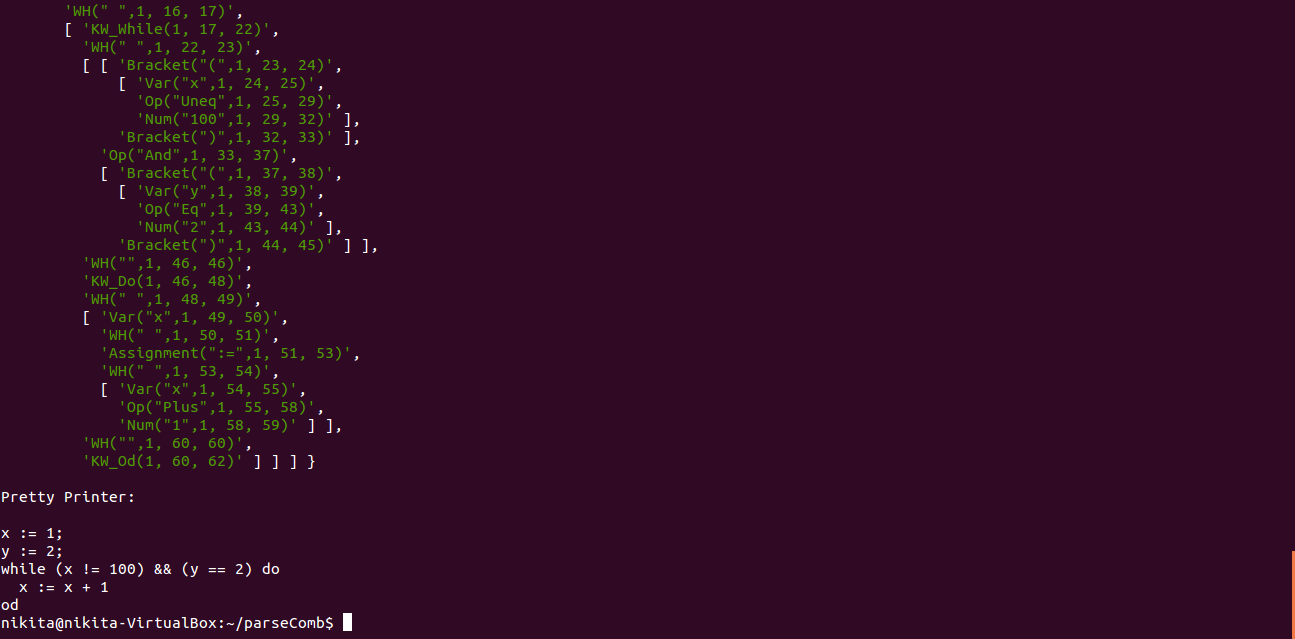 'WH(" ",1, 16, 17)',
[ 'KW_While(1, 17, 22)',
'WH(" ",1, 22, 23)',
[ [ 'Bracket("(",1, 23, 24)',
[ 'Var("x",1, 24, 25)',
'Op("Uneq",1, 25, 29)',
'Num("100",1, 29, 32)' ],
'Bracket(")",1, 32, 33)' ],
'Op("And",1, 33, 37)',
[ 'Bracket("(",1, 37, 38)',
[ 'Var("y",1, 38, 39)',
'Op("Eq",1, 39, 43)',
'Num("2",1, 43, 44)' ],
'Bracket(")",1, 44, 45)' ] ],
'WH("",1, 46, 46)',
'KW_Do(1, 46, 48)',
'WH(" ",1, 48, 49)',
[ 'Var("x",1, 49, 50)',
'WH(" ",1, 50, 51)',
'Assignment(":=",1, 51, 53)',
'WH(" ",1, 53, 54)',
[ 'Var("x",1, 54, 55)',
'Op("Plus",1, 55, 58)',
'Num("1",1, 58, 59)' ] ],
'WH("",1, 60, 60)',
'KW_Od(1, 60, 62)' ] ] ] }
Pretty Printer:
x := 1;
y := 2;
while (x != 100) && (y == 2) do
x := x + 1
od
nikita@nikita-VirtualBox:~/parseComb$